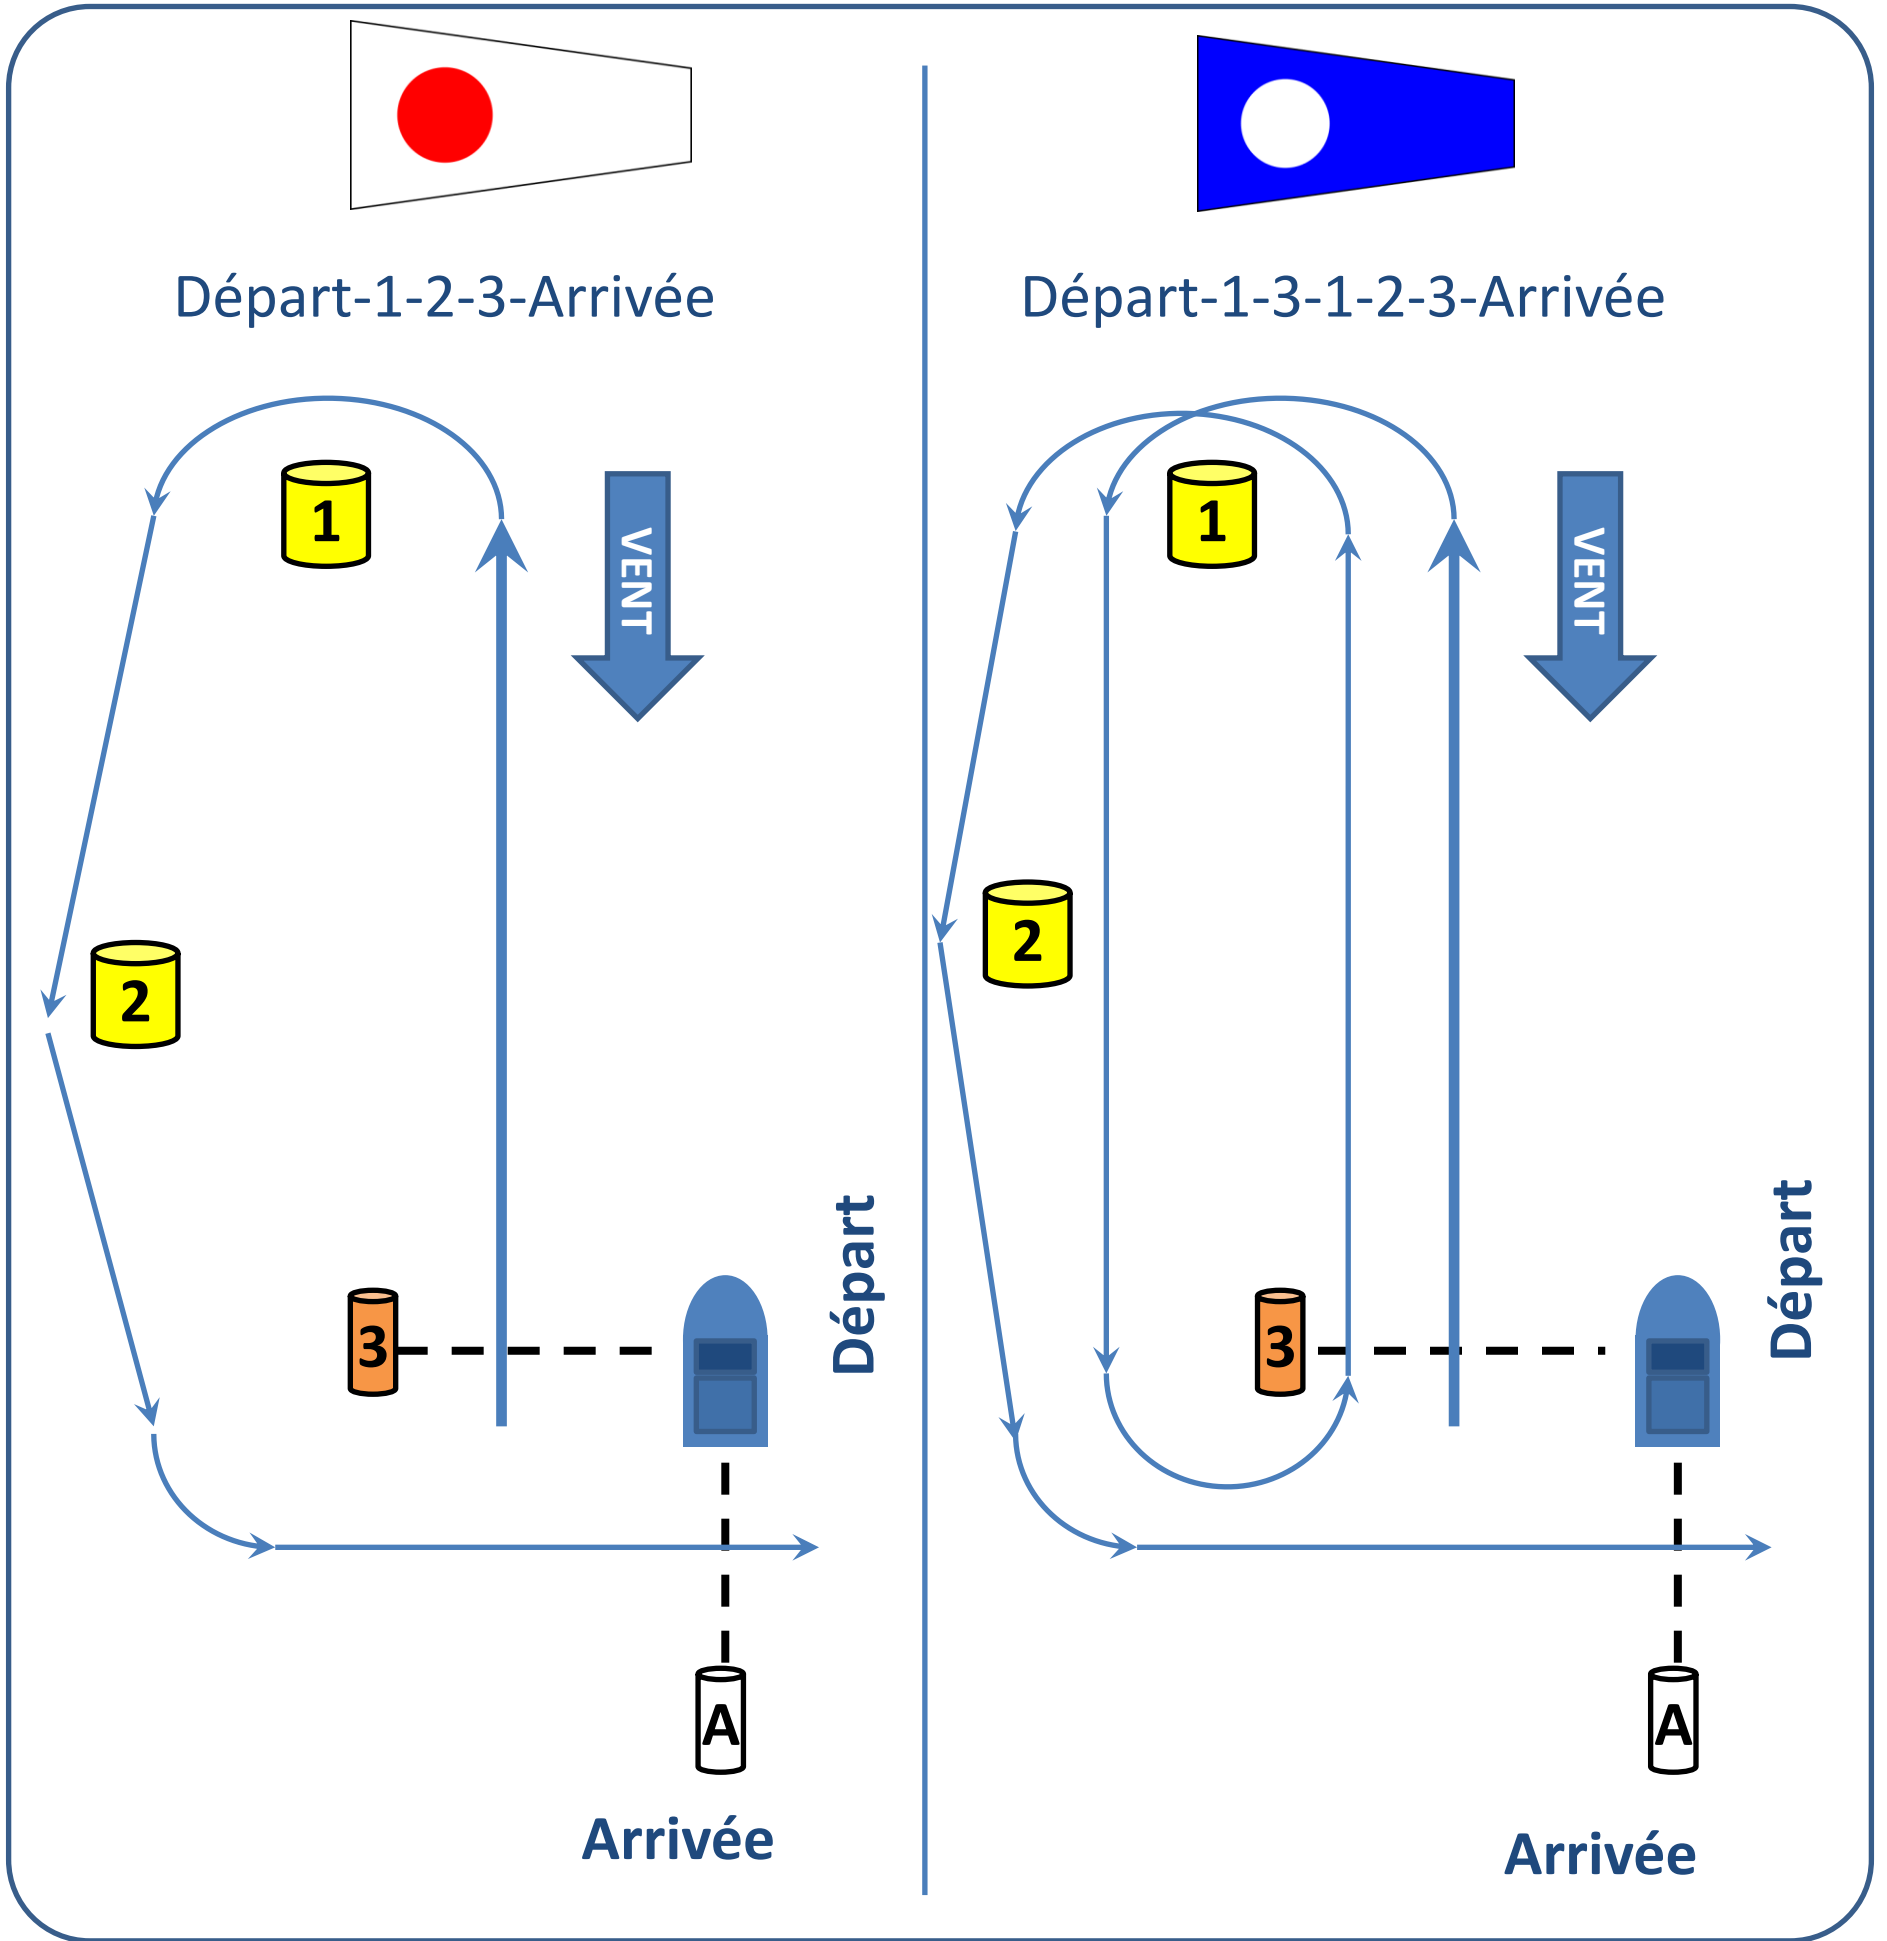 Départ-1-2-3-Arrivée
1
VENT
2
Départ
3
A
Arrivée
Départ-1-3-1-2-3-Arrivée
1
VENT
2
Départ
3
A
Arrivée